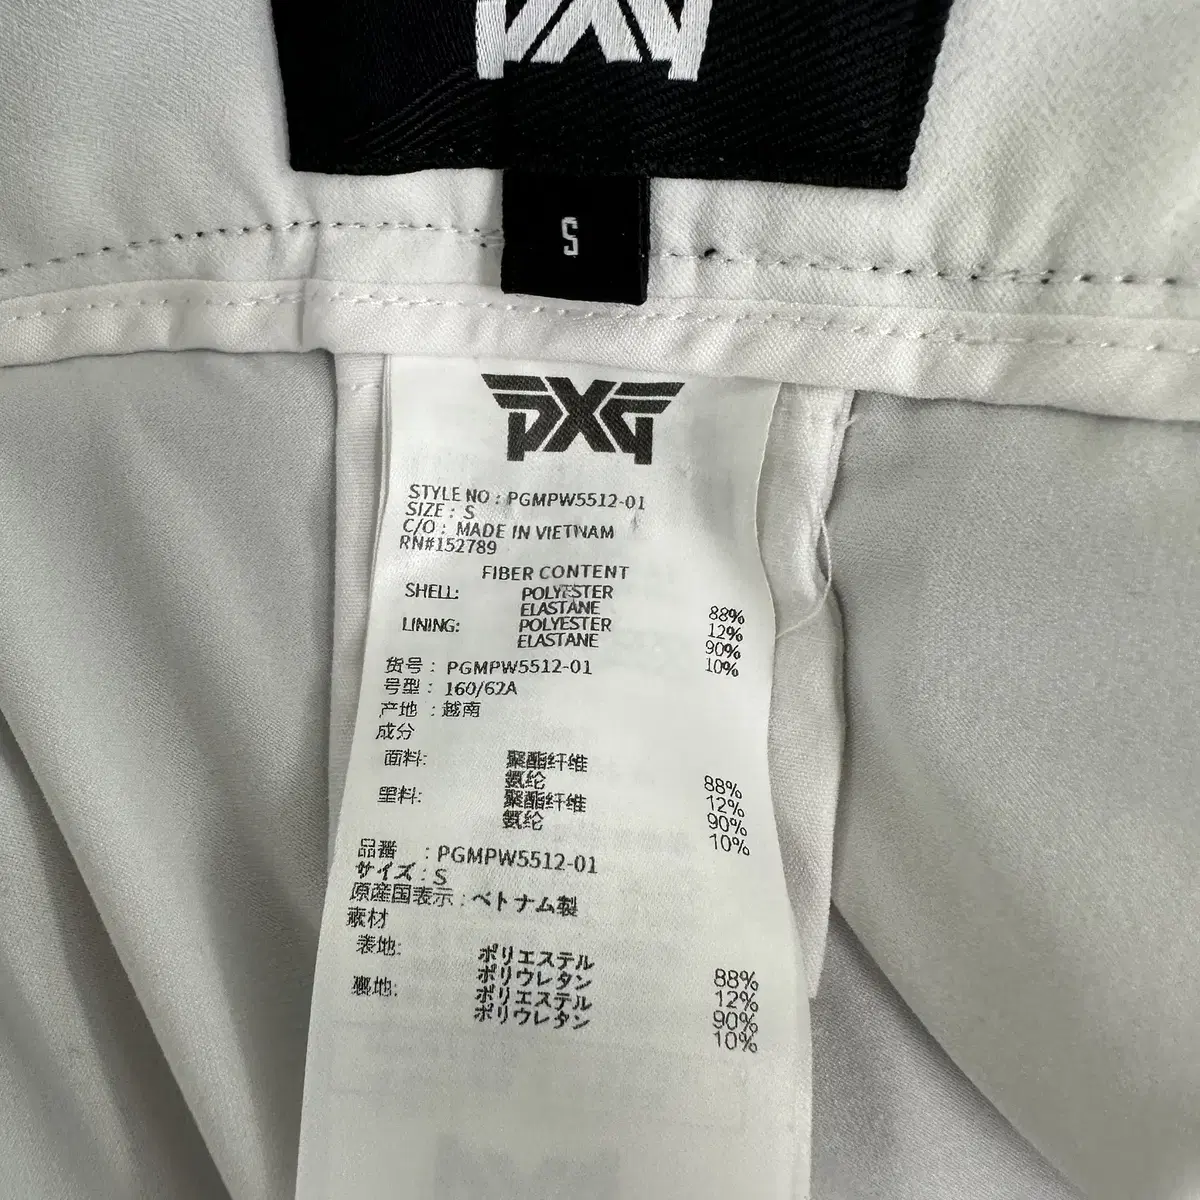 PXG
S
PXG
STYLE NO : PGMPW5512-01
SIZE : S
C/O : MADE IN VIETNAM
RN#152789
FIBER CONTENT
SHELL: POLYESTER 88%
ELASTANE 12%
LINING: POLYESTER 90%
ELASTANE 10%
货号 : PGMPW5512-01
号型 : 160/62A
产地 : 越南
成分
面料: 聚酯纤维 88%
氨纶 12%
里料: 聚酯纤维 90%
氨纶 10%
品番 : PGMPW5512-01
サイズ : S
原産国表示 : ベトナム製
素材
表地: ポリエステル 88%
ポリウレタン 12%
裏地: ポリエステル 90%
ポリウレタン 10%